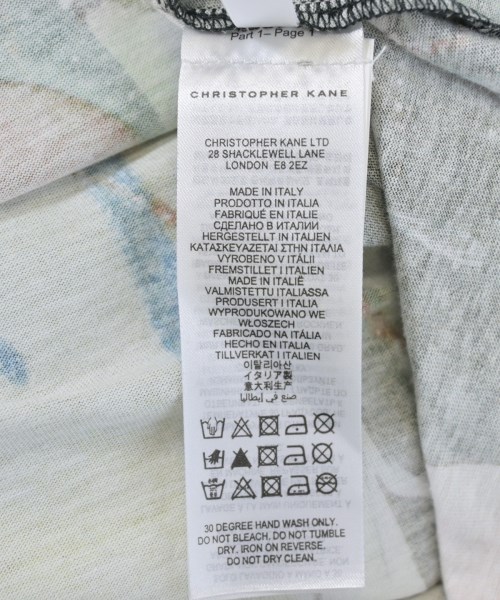 Part 1- Page 1
CHRISTOPHER KANE
CHRISTOPHER KANE LTD
28 SHACKLEWELL LANE
LONDON E8 2EZ
MADE IN ITALY
PRODOTTO IN ITALIA
FABRIQUÉ EN ITALIE
СДЕЛАНО В ИТАЛИИ
HERGESTELLT IN ITALIEN
ΚΑΤΑΣΚΕΥΑΖΕΤΑΙ ΣΤΗΝ ΙΤΑΛΙΑ
VYROBENO V ITÁLII
FREMSTILLET I ITALIEN
MADE IN ITALIË
VALMISTETTU ITALIASSA
PRODUSERT I ITALIA
WYPRODUKOWANO WE
WŁOSZECH
FABRICADO NA ITÁLIA
HECHO EN ITALIA
TILLVERKAT I ITALIEN
이탈리아산
イタリア製
意大利生产
صنع في إيطاليا
30 DEGREE HAND WASH ONLY.
DO NOT BLEACH. DO NOT TUMBLE
DRY. IRON ON REVERSE.
DO NOT DRY CLEAN.